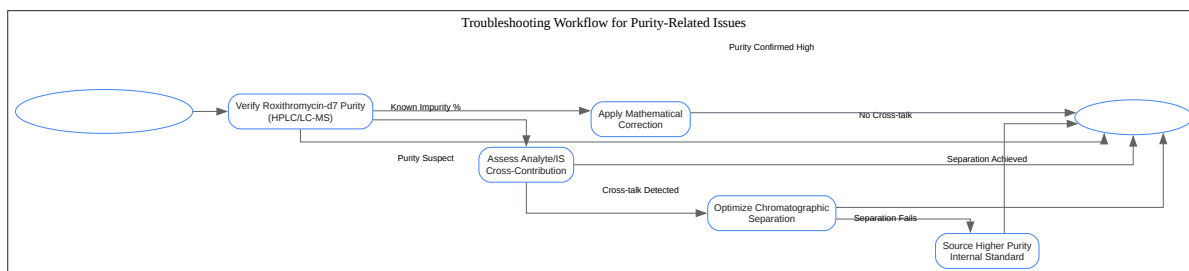 Troubleshooting Workflow for Purity-Related Issues
Purity Confirmed High
Verify Roxithromycin-d7 Purity
(HPLC/LC-MS)
Known Impurity %
Apply Mathematical
Correction
No Cross-talk
Purity Suspect
Assess Analyte/IS
Cross-Contribution
Separation Achieved
Cross-talk Detected
Optimize Chromatographic
Separation
Separation Fails
Source Higher Purity
Internal Standard